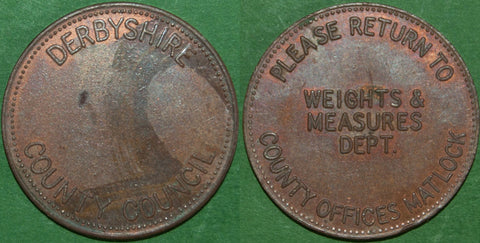 DERBYSHIRE
COUNTY COUNCIL
PLEASE RETURN TO
WEIGHTS &
MEASURES
DEPT.
COUNTY OFFICES MATLOCK